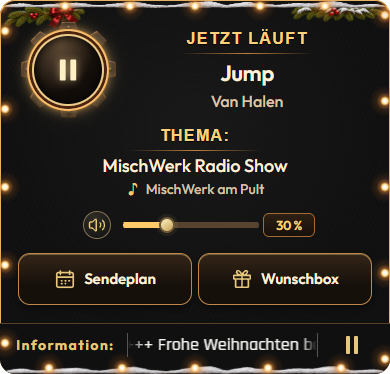 JETZT LÄUFT
Jump
Van Halen
THEMA:
MischWerk Radio Show
MischWerk am Pult
30 %
Sendeplan
Wunschbox
Information:
++ Frohe Weihnachten